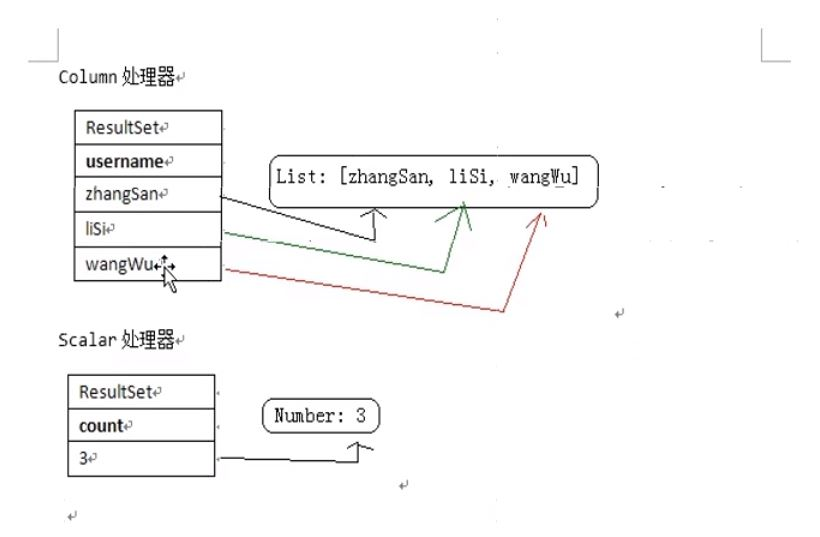 Column 处理器
ResultSet
username
zhangSan
liSi
wangWu
List: [zhangSan, liSi, wangWu]
Scalar 处理器
ResultSet
count
3
Number: 3